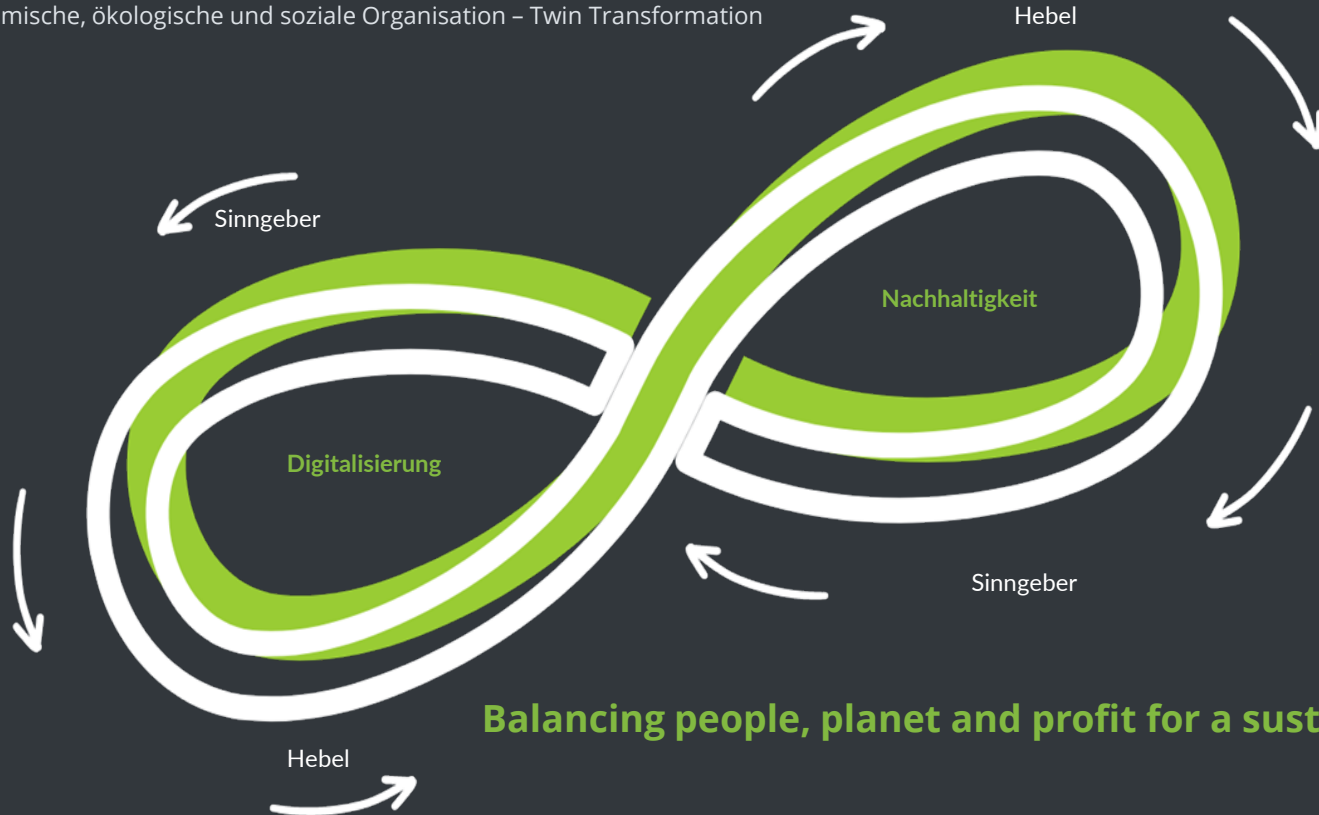 mische, ökologische und soziale Organisation – Twin Transformation
Hebel
Sinngeber
Nachhaltigkeit
Digitalisierung
Sinngeber
Balancing people, planet and profit for a sust
Hebel